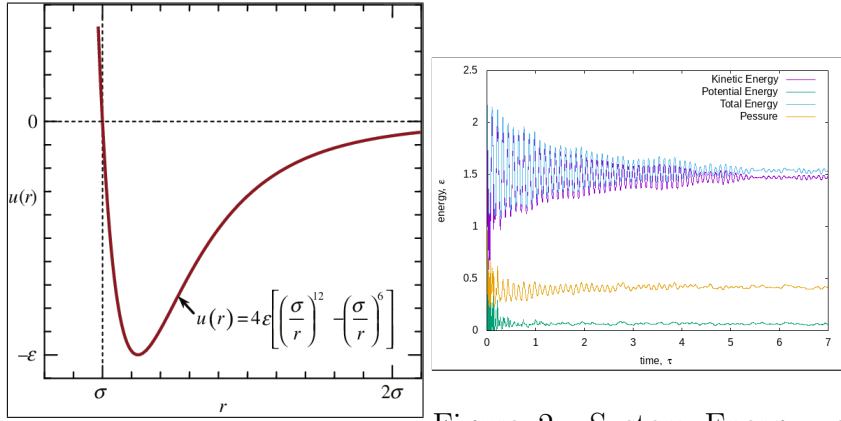 0
u(r)
−ε
u(r)=4ε[(σ/r)^12 −(σ/r)^6]
σ
2σ
r
2.5
2
1.5
1
0.5
0
energy, ε
Kinetic Energy
Potential Energy
Total Energy
Pessure
0 1 2 3 4 5 6 7
time, τ